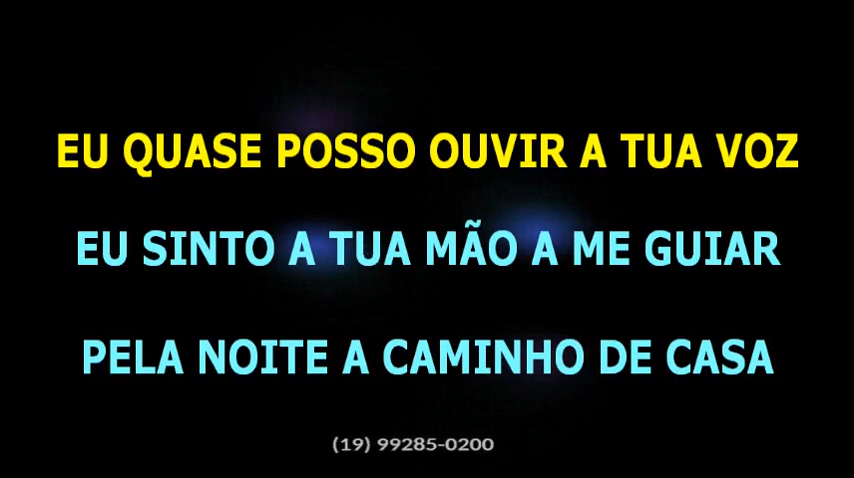 EU QUASE POSSO OUVIR A TUA VOZ
EU SINTO A TUA MÃO A ME GUIAR
PELA NOITE A CAMINHO DE CASA
(19) 99285-0200